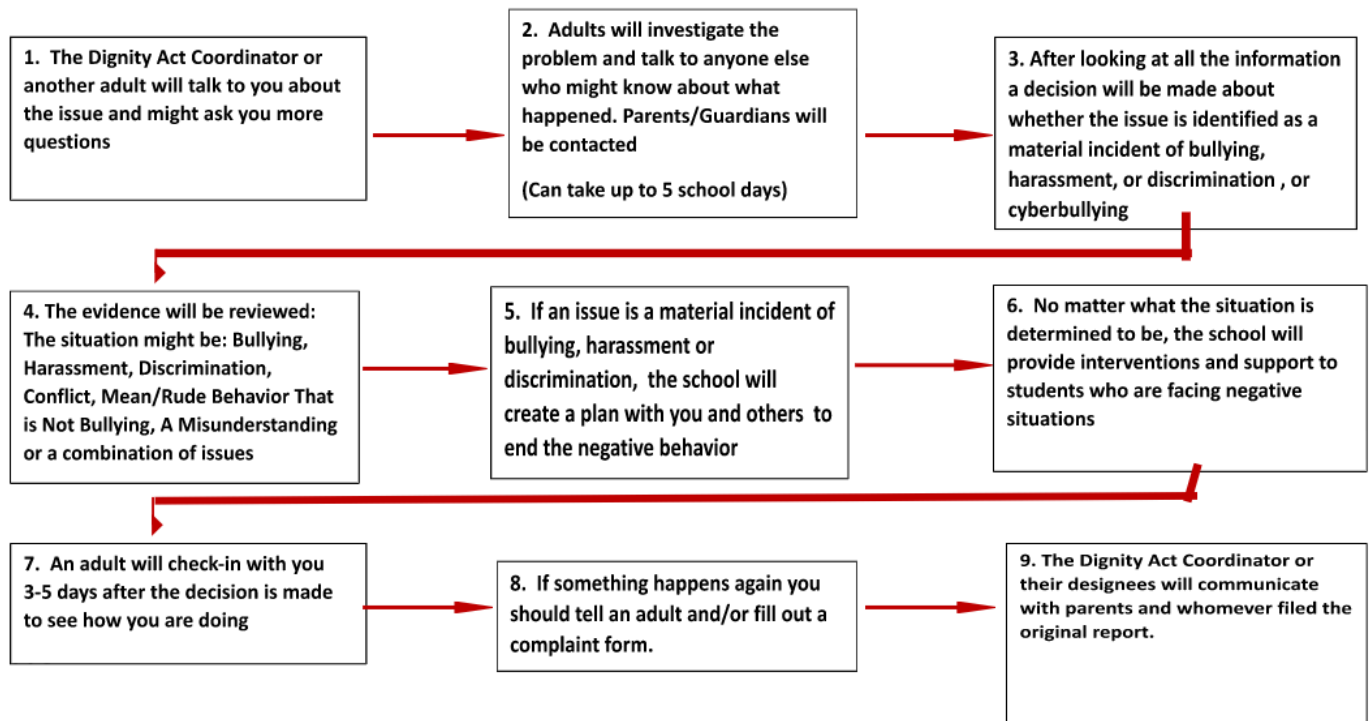 1. The Dignity Act Coordinator or
another adult will talk to you about
the issue and might ask you more
questions
2. Adults will investigate the
problem and talk to anyone else
who might know about what
happened. Parents/Guardians will
be contacted
(Can take up to 5 school days)
3. After looking at all the information
a decision will be made about
whether the issue is identified as a
material incident of bullying,
harassment, or discrimination , or
cyberbullying
4. The evidence will be reviewed:
The situation might be: Bullying,
Harassment, Discrimination,
Conflict, Mean/Rude Behavior That
is Not Bullying, A Misunderstanding
or a combination of issues
5. If an issue is a material incident of
bullying, harassment or
discrimination, the school will
create a plan with you and others to
end the negative behavior
6. No matter what the situation is
determined to be, the school will
provide interventions and support to
students who are facing negative
situations
7. An adult will check-in with you
3-5 days after the decision is made
to see how you are doing
8. If something happens again you
should tell an adult and/or fill out a
complaint form.
9. The Dignity Act Coordinator or
their designees will communicate
with parents and whomever filed the
original report.